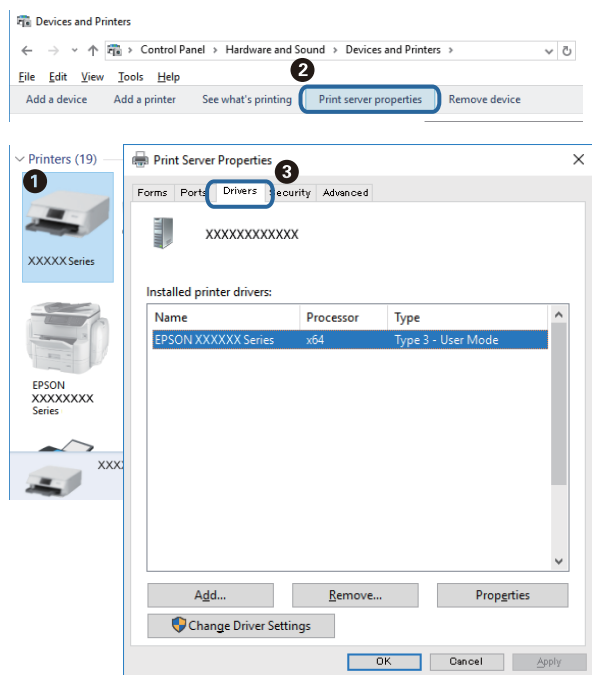 Devices and Printers
Control Panel > Hardware and Sound > Devices and Printers >
File Edit View Tools Help
2
Add a device Add a printer See what's printing Print server properties Remove device
Printers (19)
1
XXXXX Series
EPSON
XXXXXXXX
Series
XXX
Print Server Properties
3
Forms Ports Drivers ecurity Advanced
XXXXXXXXXXXX
Installed printer drivers:
Name Processor Type
EPSON XXXXXX Series x64 Type 3 - User Mode
Add... Remove... Properties
Change Driver Settings
OK Cancel Apply